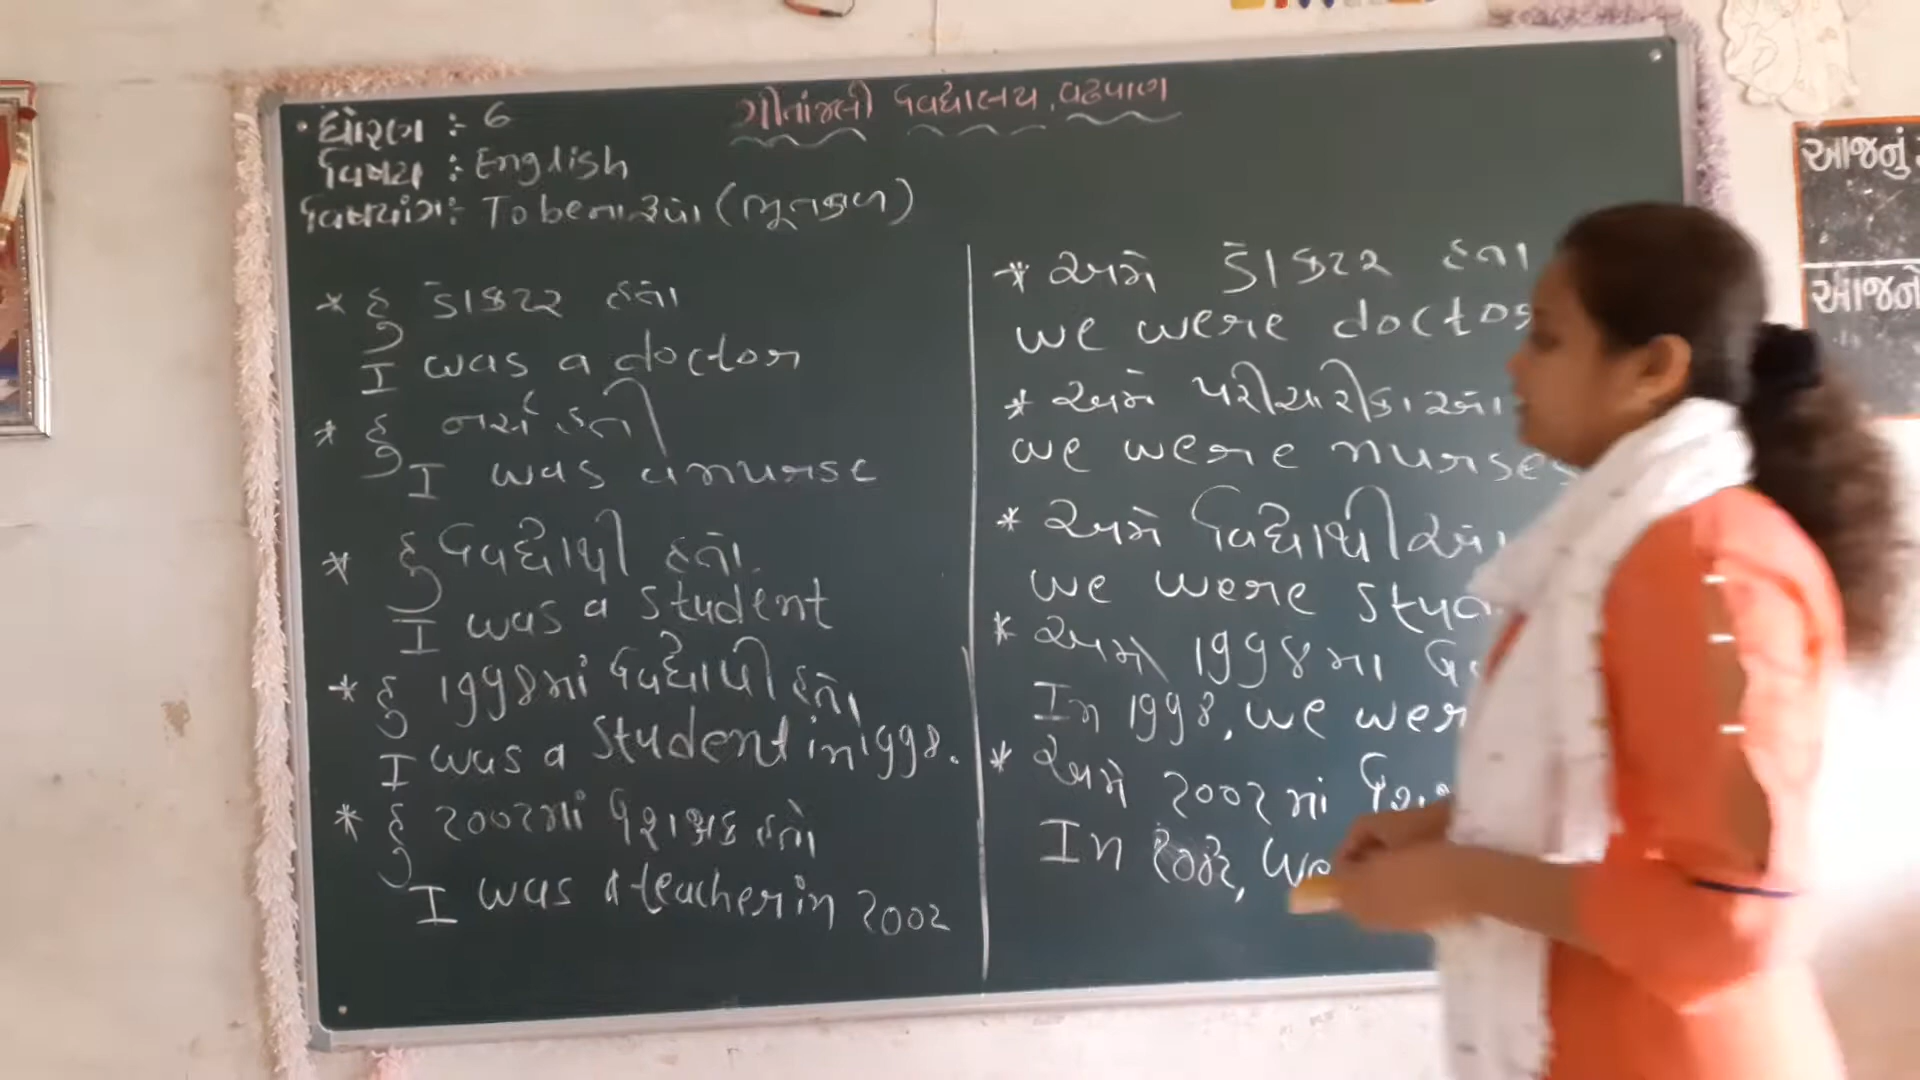 ગીતાંજલી વિદ્યાલય, વઢવાણ
ધોરણ :- 6
વિષય :- English
વિષયાંગ :- To be ના રૂપો (ભૂતકાળ)
* હું ડોક્ટર હતો
I was a doctor
* હું નર્સ હતી
I was a nurse
* હું વિદ્યાર્થી હતો.
I was a student
* હું 1998માં વિદ્યાર્થી હતો
I was a student in 1998.
* હું 2002માં શિક્ષક હતો
I was a teacher in 2002
* અમે ડોક્ટર હતા
we were doctos
* અમે પરીચારીકાઓ
we were nurses
* અમે વિદ્યાર્થીઓ
we were stud
* અમે 1998માં
In 1998, we wer
* અમે 2002માં
In 2002, we
આજનું
આજનો